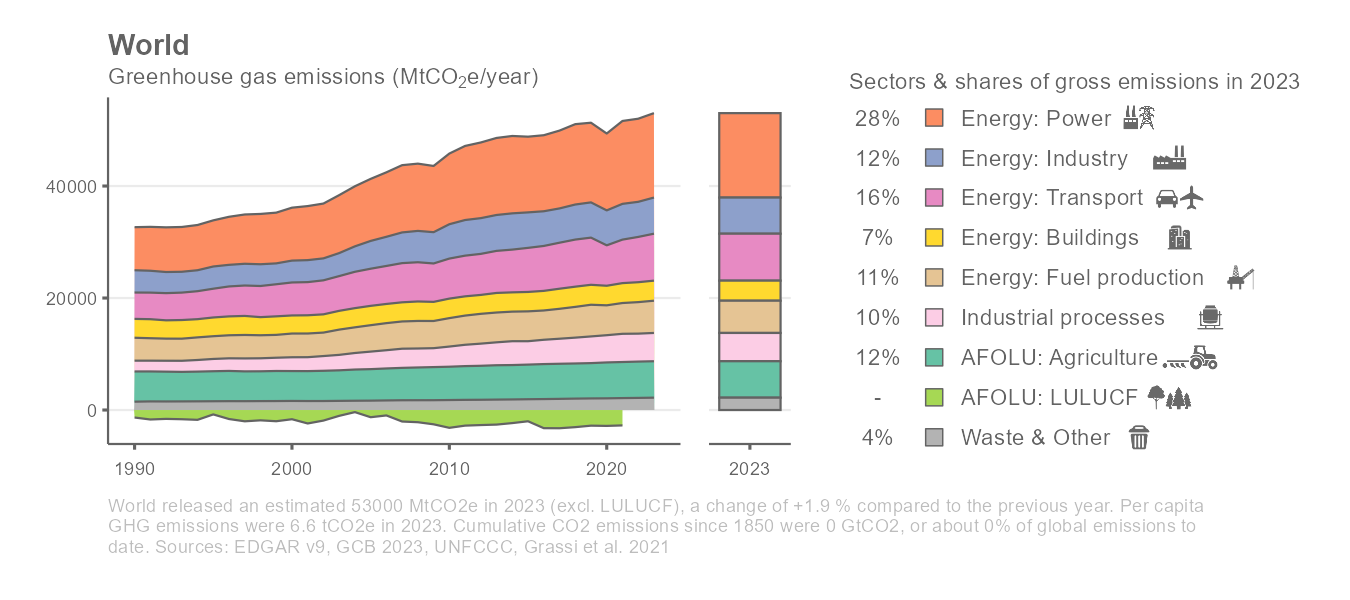 World
Greenhouse gas emissions (MtCO₂e/year)
40000
20000
0
1990
2000
2010
2020
2023
Sectors & shares of gross emissions in 2023
28% Energy: Power
12% Energy: Industry
16% Energy: Transport
7% Energy: Buildings
11% Energy: Fuel production
10% Industrial processes
12% AFOLU: Agriculture
- AFOLU: LULUCF
4% Waste & Other
World released an estimated 53000 MtCO2e in 2023 (excl. LULUCF), a change of +1.9 % compared to the previous year. Per capita
GHG emissions were 6.6 tCO2e in 2023. Cumulative CO2 emissions since 1850 were 0 GtCO2, or about 0% of global emissions to
date. Sources: EDGAR v9, GCB 2023, UNFCCC, Grassi et al. 2021